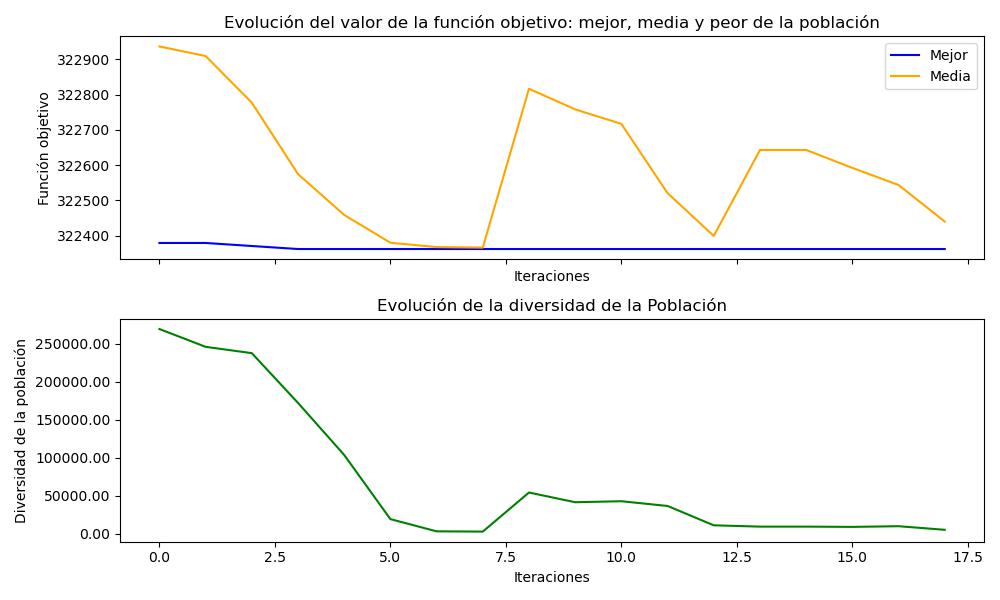 Evolución del valor de la función objetivo: mejor, media y peor de la población
Función objetivo
322900
322800
322700
322600
322500
322400
Mejor
Media
Iteraciones
Evolución de la diversidad de la Población
Diversidad de la población
250000.00
200000.00
150000.00
100000.00
50000.00
0.00
0.0 2.5 5.0 7.5 10.0 12.5 15.0 17.5
Iteraciones